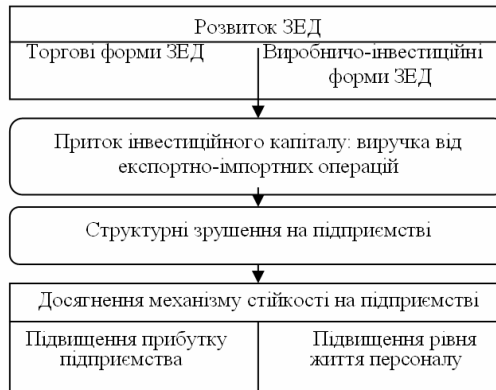 Розвиток ЗЕД
Торгові форми ЗЕД
Виробничо-інвестиційні
форми ЗЕД
Приток інвестиційного капіталу: виручка від
експортно-імпортних операцій
Структурні зрушення на підприємстві
Досягнення механізму стійкості на підприємстві
Підвищення прибутку
підприємства
Підвищення рівня
життя персоналу